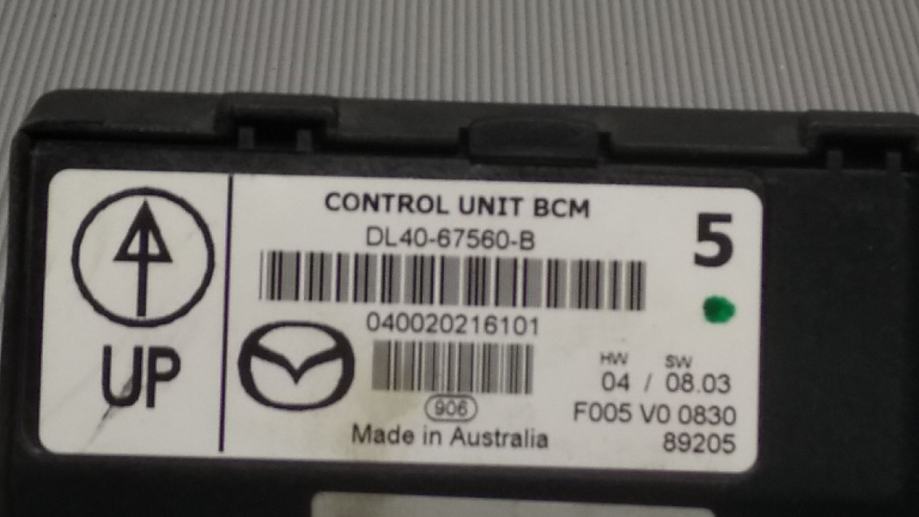 CONTROL UNIT BCM
DL40-67560-B
5
040020216101
HW SW
04 / 08.03
F005 V0 0830
89205
906
Made in Australia
UP